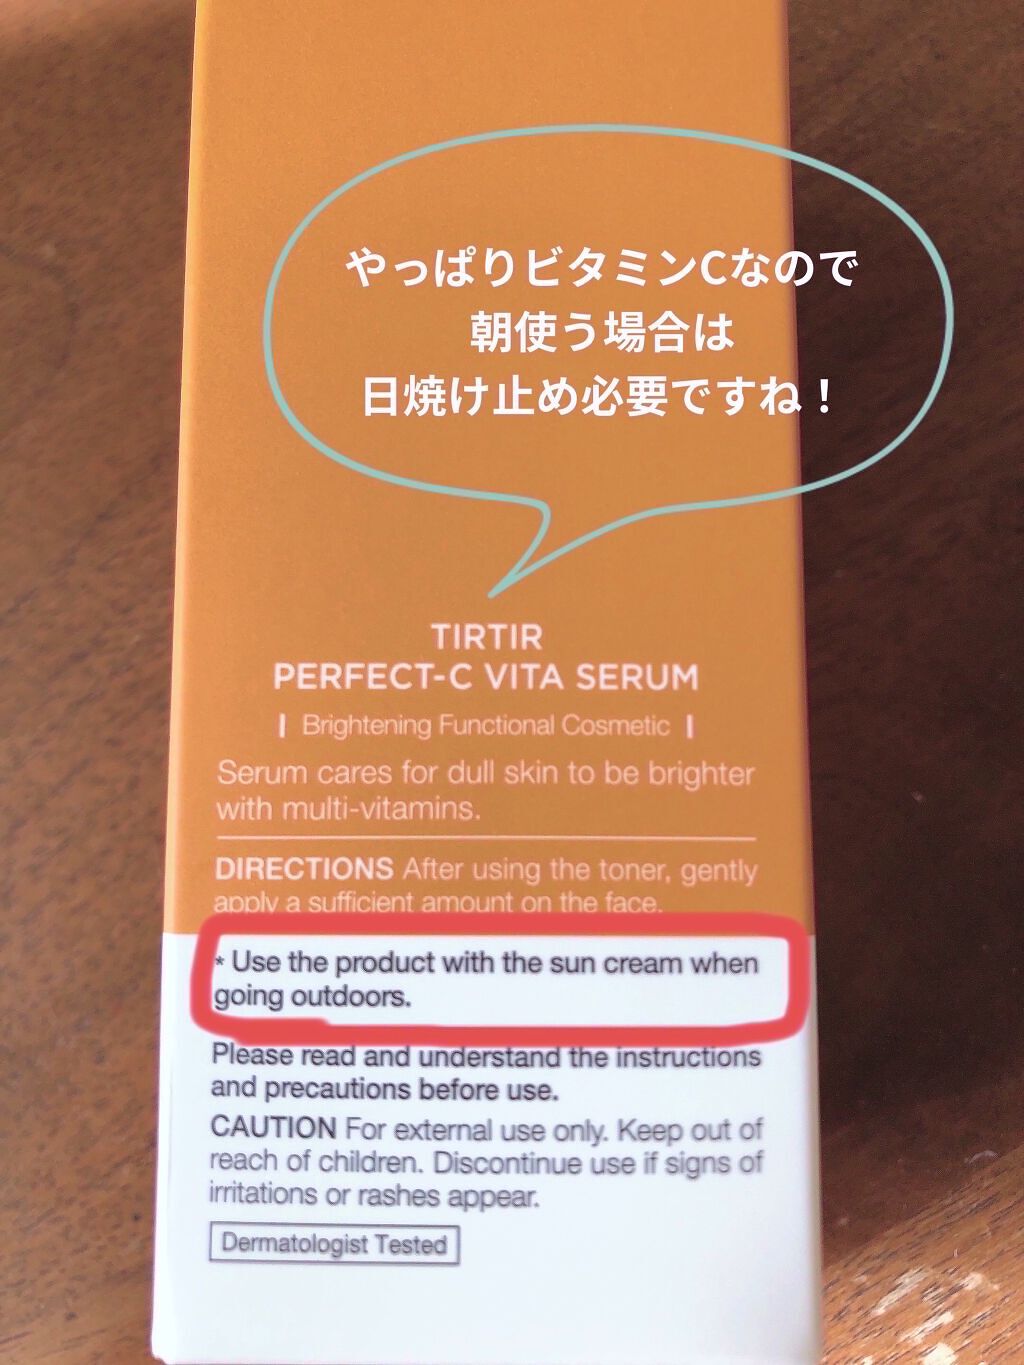 やっぱりビタミンCなので
朝使う場合は
日焼け止め必要ですね！
TIRTIR
PERFECT-C VITA SERUM
| Brightening Functional Cosmetic |
Serum cares for dull skin to be brighter
with multi-vitamins.
DIRECTIONS After using the toner, gently
apply a sufficient amount on the face.
* Use the product with the sun cream when
going outdoors.
Please read and understand the instructions
and precautions before use.
CAUTION For external use only. Keep out of
reach of children. Discontinue use if signs of
irritations or rashes appear.
Dermatologist Tested